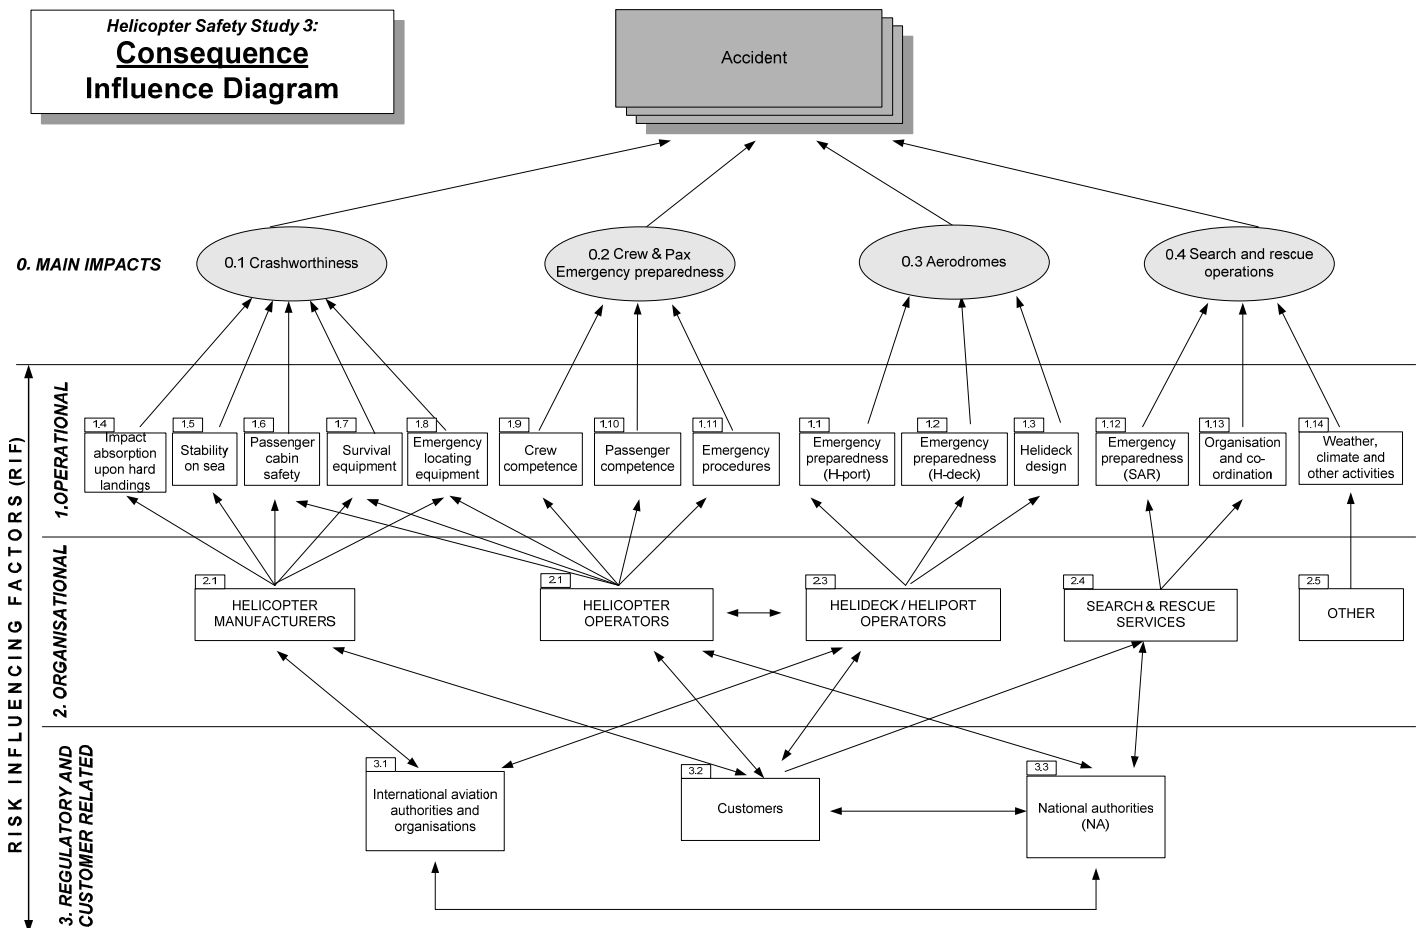 Helicopter Safety Study 3:
Consequence
Influence Diagram
Accident
0. MAIN IMPACTS
0.1 Crashworthiness
0.2 Crew & Pax
Emergency preparedness
0.3 Aerodromes
0.4 Search and rescue
operations
RISK INFLUENCING FACTORS (RIF)
1.OPERATIONAL
1.4
Impact
absorption
upon hard
landings
1.5
Stability
on sea
1.6
Passenger
cabin
safety
1.7
Survival
equipment
1.8
Emergency
locating
equipment
1.9
Crew
competence
1.10
Passenger
competence
1.11
Emergency
procedures
1.1
Emergency
preparedness
(H-port)
1.2
Emergency
preparedness
(H-deck)
1.3
Helideck
design
1.12
Emergency
preparedness
(SAR)
1.13
Organisation
and co-
ordination
1.14
Weather,
climate and
other activities
2. ORGANISATIONAL
2.1
HELICOPTER
MANUFACTURERS
2.1
HELICOPTER
OPERATORS
2.3
HELIDECK / HELIPORT
OPERATORS
2.4
SEARCH & RESCUE
SERVICES
2.5
OTHER
3. REGULATORY AND
CUSTOMER RELATED
3.1
International aviation
authorities and
organisations
3.2
Customers
3.3
National authorities
(NA)